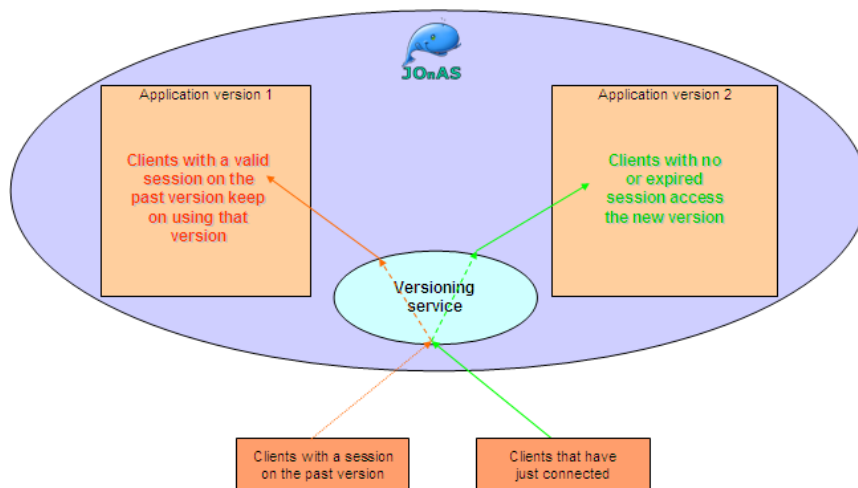 JOnAS
Application version 1
Application version 2
Clients with a valid
session on the
past version keep
on using that
version
Clients with no
or expired
session access
the new version
Versioning
service
Clients with a session
on the past version
Clients that have
just connected